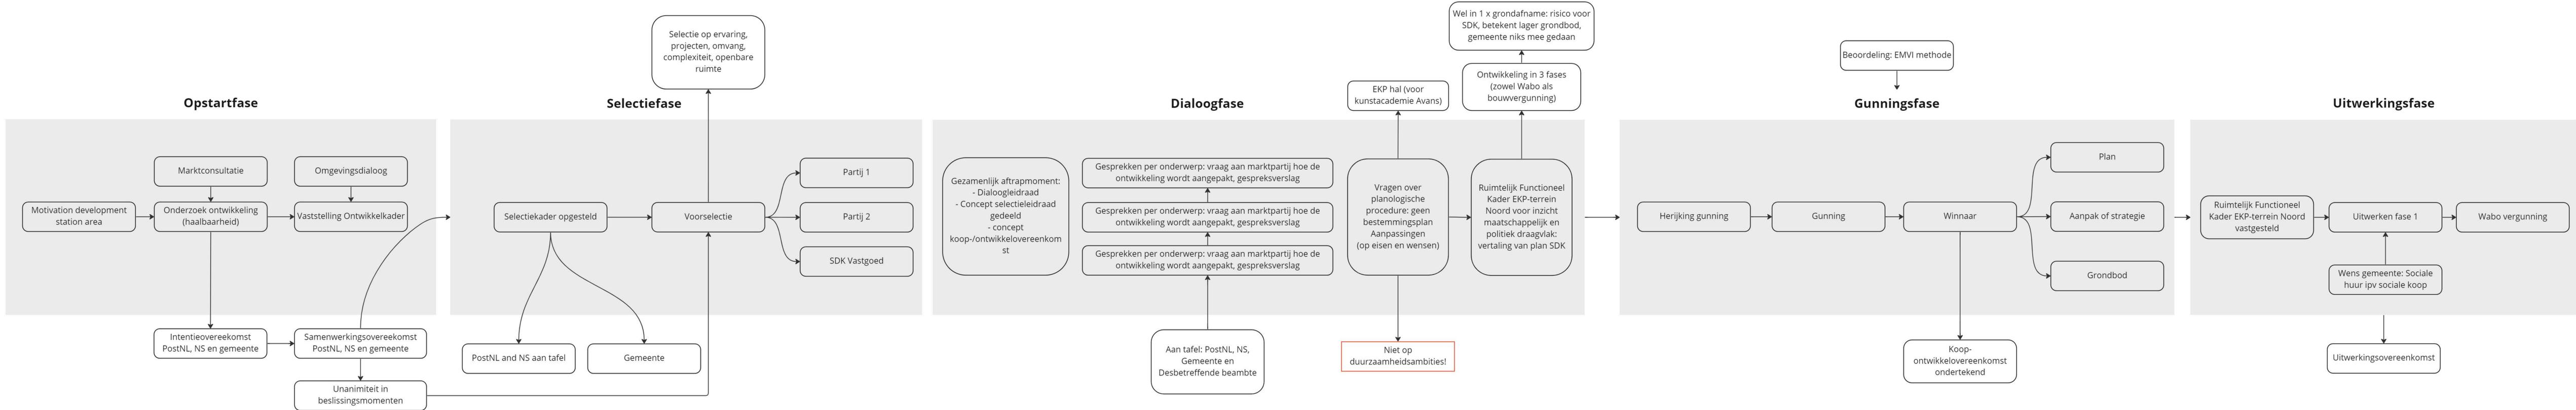 Opstartfase
Motivation development
station area
Marktconsultatie
Onderzoek ontwikkeling
(haalbaarheid)
Omgevingsdialoog
Vaststelling Ontwikkelkader
Intentieovereekomst
PostNL, NS en gemeente
Samenwerkingsovereekomst
PostNL, NS en gemeente
Unanimiteit in
beslissingsmomenten
Selectiefase
Selectie op ervaring,
projecten, omvang,
complexiteit, openbare
ruimte
Selectiekader opgesteld
Voorselectie
Partij 1
Partij 2
SDK Vastgoed
PostNL and NS aan tafel
Gemeente
Dialoogfase
Gezamenlijk aftrapmoment:
- Dialoogleidraad
- Concept selectieleidraad
gedeeld
- concept
koop-/ontwikkelovereenkom
st
Gesprekken per onderwerp: vraag aan marktpartij hoe de
ontwikkeling wordt aangepakt, gespreksverslag
Gesprekken per onderwerp: vraag aan marktpartij hoe de
ontwikkeling wordt aangepakt, gespreksverslag
Gesprekken per onderwerp: vraag aan marktpartij hoe de
ontwikkeling wordt aangepakt, gespreksverslag
Aan tafel: PostNL, NS,
Gemeente en
Desbetreffende beambte
EKP hal (voor
kunstacademie Avans)
Vragen over
planologische
procedure: geen
bestemmingsplan
Aanpassingen
(op eisen en wensen)
Niet op
duurzaamheidsambities!
Wel in 1 x grondafname: risico voor
SDK, betekent lager grondbod,
gemeente niks mee gedaan
Ontwikkeling in 3 fases
(zowel Wabo als
bouwvergunning)
Ruimtelijk Functioneel
Kader EKP-terrein
Noord voor inzicht
maatschappelijk en
politiek draagvlak:
vertaling van plan SDK
Beoordeling: EMVI methode
Gunningsfase
Herijking gunning
Gunning
Winnaar
Plan
Aanpak of strategie
Grondbod
Koop-
ontwikkelovereenkomst
ondertekend
Uitwerkingsfase
Ruimtelijk Functioneel
Kader EKP-terrein Noord
vastgesteld
Uitwerken fase 1
Wabo vergunning
Wens gemeente: Sociale
huur ipv sociale koop
Uitwerkingsovereenkomst